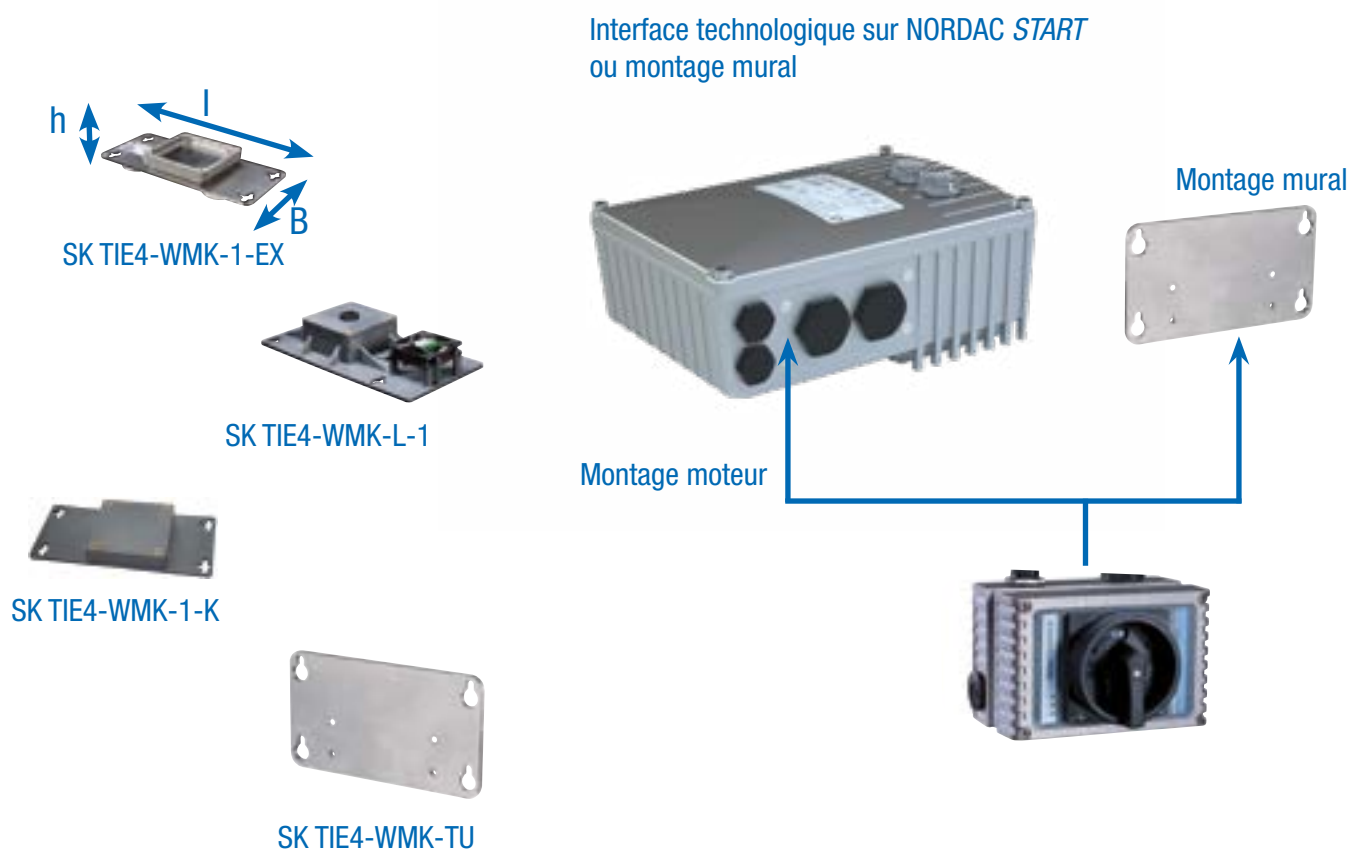 Interface technologique sur NORDAC START
ou montage mural
h
l
B
SK TIE4-WMK-1-EX
Montage mural
SK TIE4-WMK-L-1
Montage moteur
SK TIE4-WMK-1-K
SK TIE4-WMK-TU